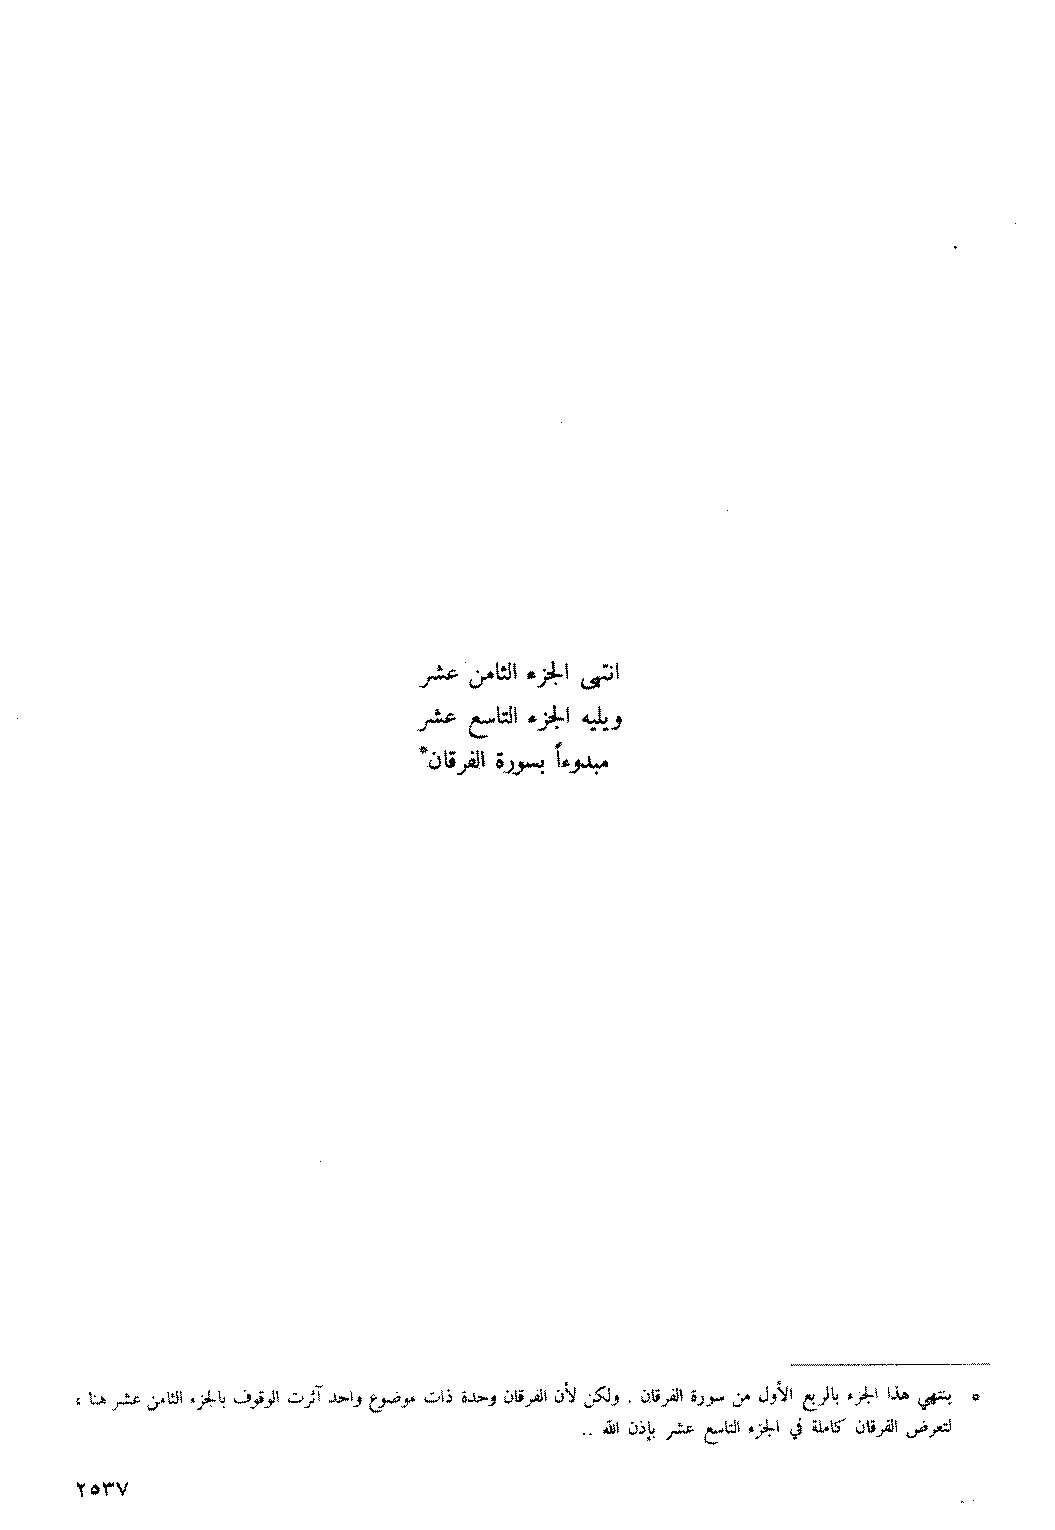 انتهى الجزء الثامن عشر
ويليه الجزء التاسع عشر
مبدوءاً بسورة الفرقان*
* ينتهي هذا الجزء بالربع الأول من سورة الفرقان . ولكن لأن الفرقان وحدة ذات موضوع واحد آثرت الوقوف بالجزء الثامن عشر هنا ؛
لتعرض الفرقان كاملة في الجزء التاسع عشر بإذن الله ..
٢٥٣٧